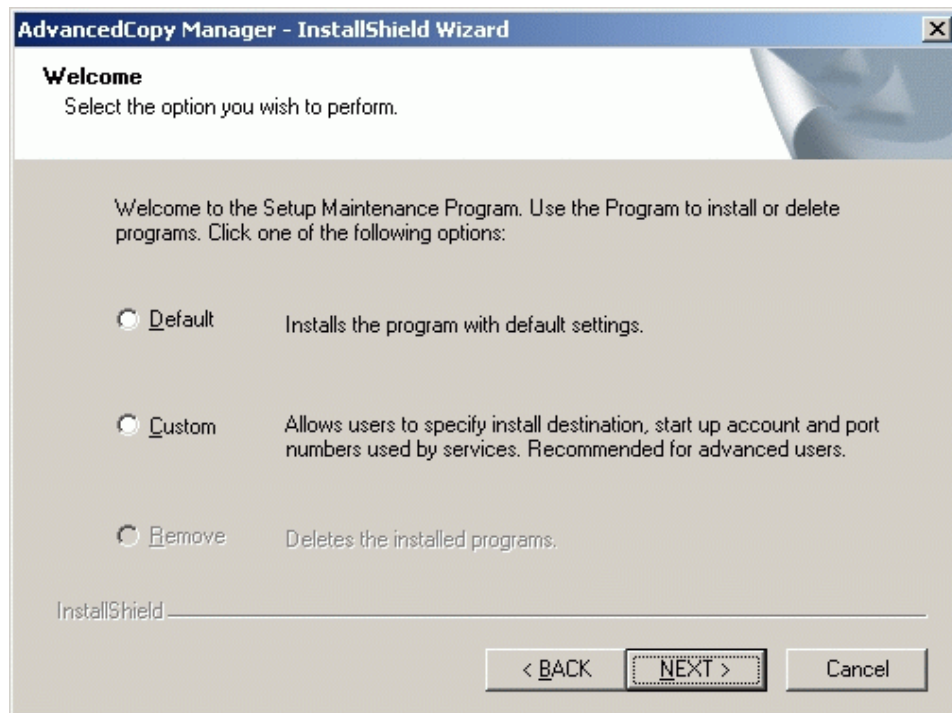 AdvancedCopy Manager - InstallShield Wizard
Welcome
Select the option you wish to perform.
Welcome to the Setup Maintenance Program. Use the Program to install or delete
programs. Click one of the following options:
Default
Installs the program with default settings.
Custom
Allows users to specify install destination, start up account and port
numbers used by services. Recommended for advanced users.
Remove
Deletes the installed programs.
InstallShield
< BACK
NEXT >
Cancel